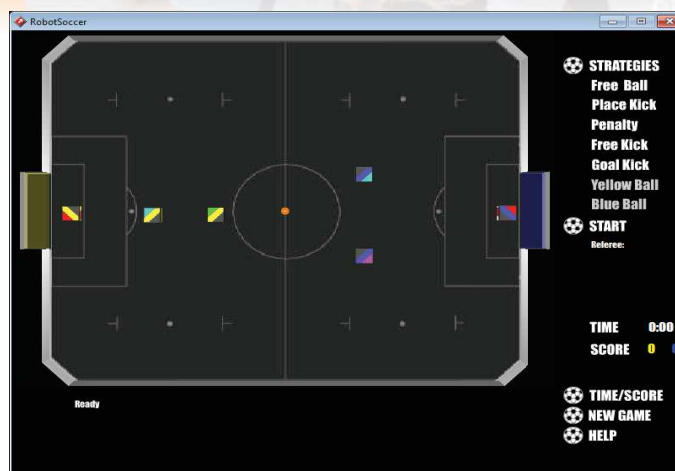 RobotSoccer
STRATEGIES
Free Ball
Place Kick
Penalty
Free Kick
Goal Kick
Yellow Ball
Blue Ball
START
Referee:
TIME 0:00
SCORE 0
TIME/SCORE
NEW GAME
HELP
Ready